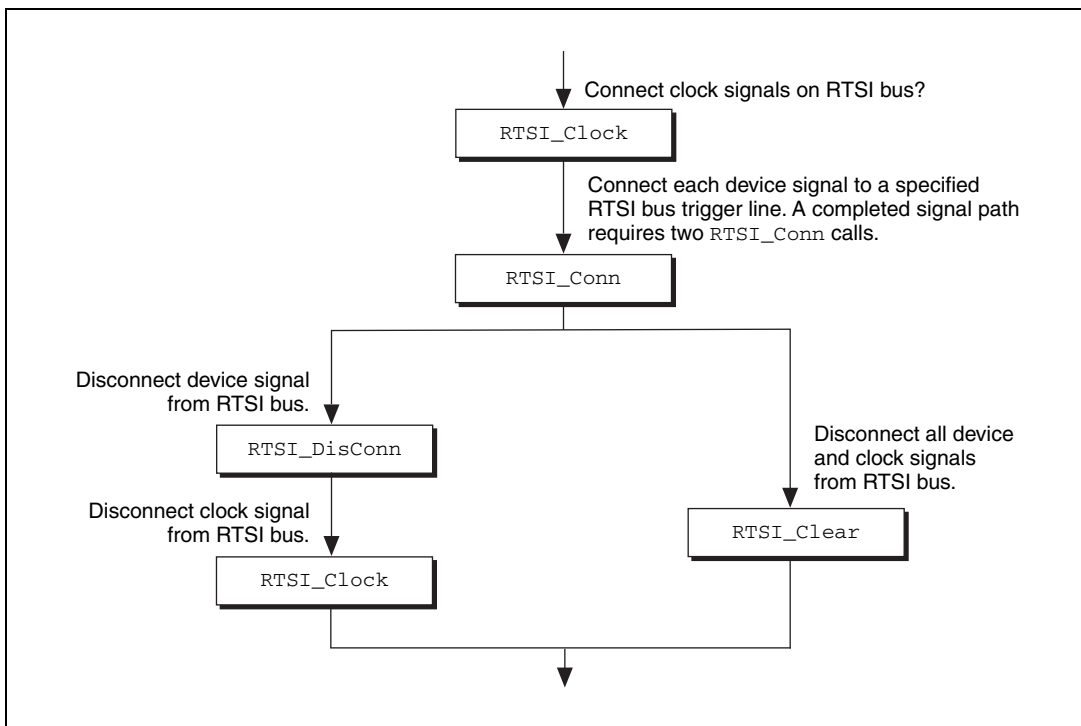 Connect clock signals on RTSI bus?
RTSI_Clock
Connect each device signal to a specified
RTSI bus trigger line. A completed signal path
requires two RTSI_Conn calls.
RTSI_Conn
Disconnect device signal
from RTSI bus.
RTSI_DisConn
Disconnect clock signal
from RTSI bus.
RTSI_Clock
Disconnect all device
and clock signals
from RTSI bus.
RTSI_Clear